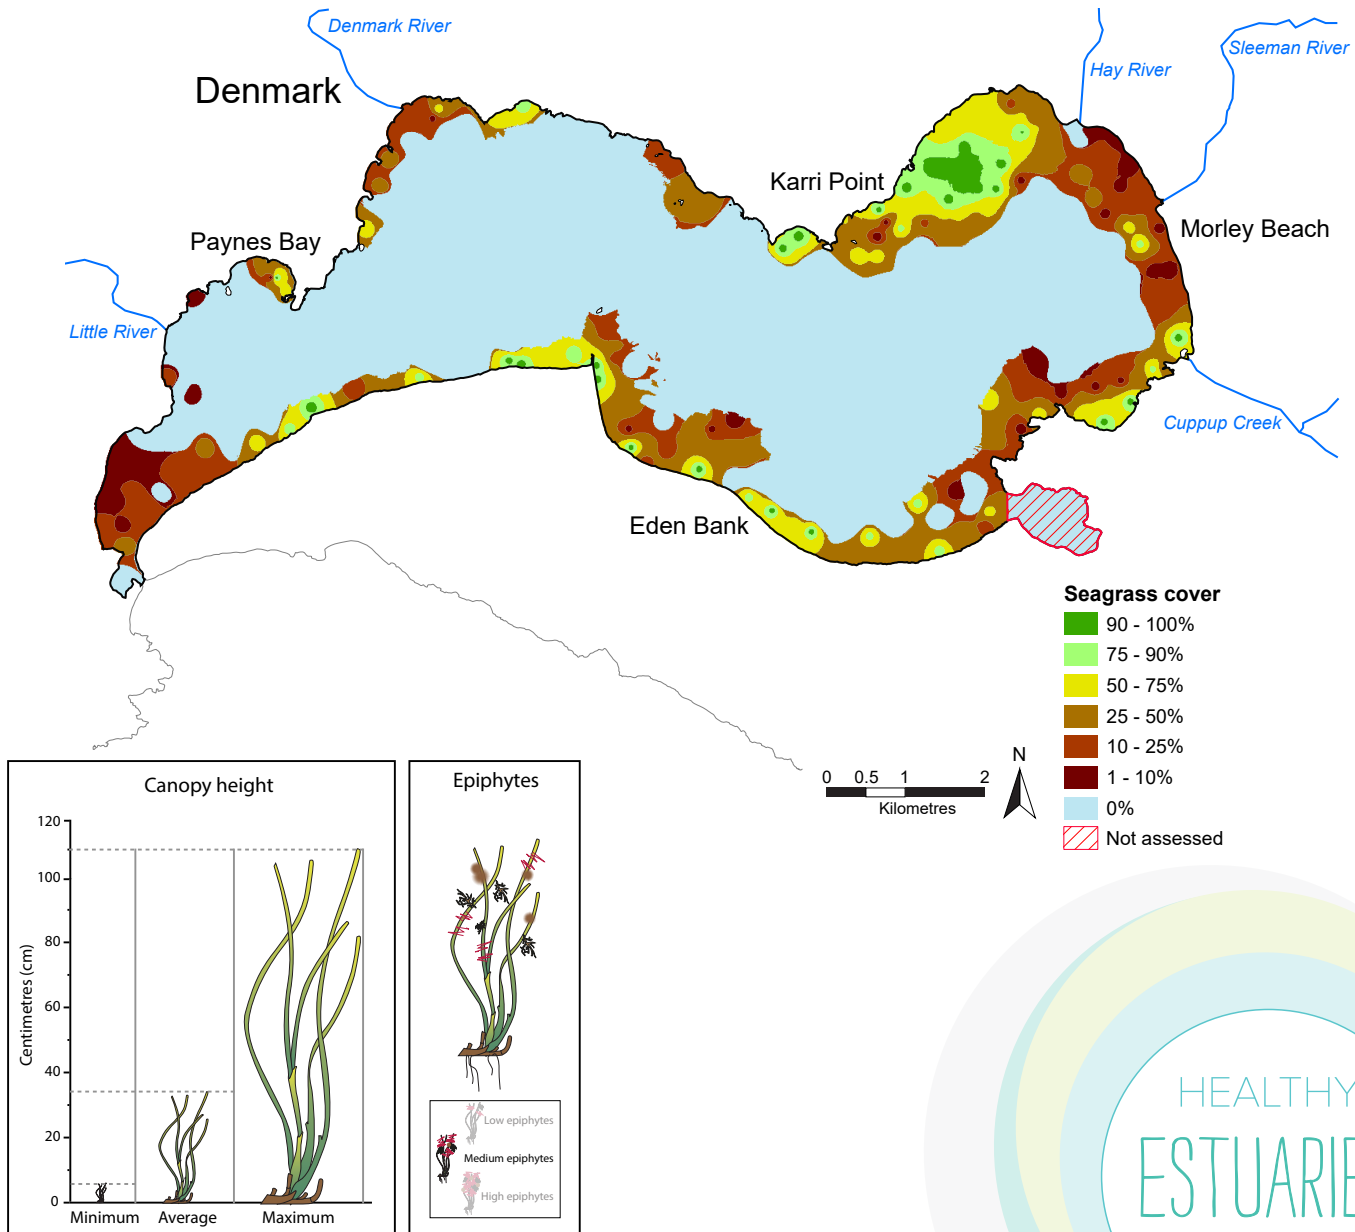 Denmark River
Hay River
Sleeman River
Denmark
Karri Point
Morley Beach
Paynes Bay
Little River
Cuppup Creek
Eden Bank
Seagrass cover
90 - 100%
75 - 90%
50 - 75%
25 - 50%
10 - 25%
1 - 10%
0%
Not assessed
N
0 0.5 1 2
Kilometres
Canopy height
120
100
80
60
40
20
0
Centimetres (cm)
Minimum Average Maximum
Epiphytes
Low epiphytes
Medium epiphytes
High epiphytes
HEALTHY
ESTUARIE